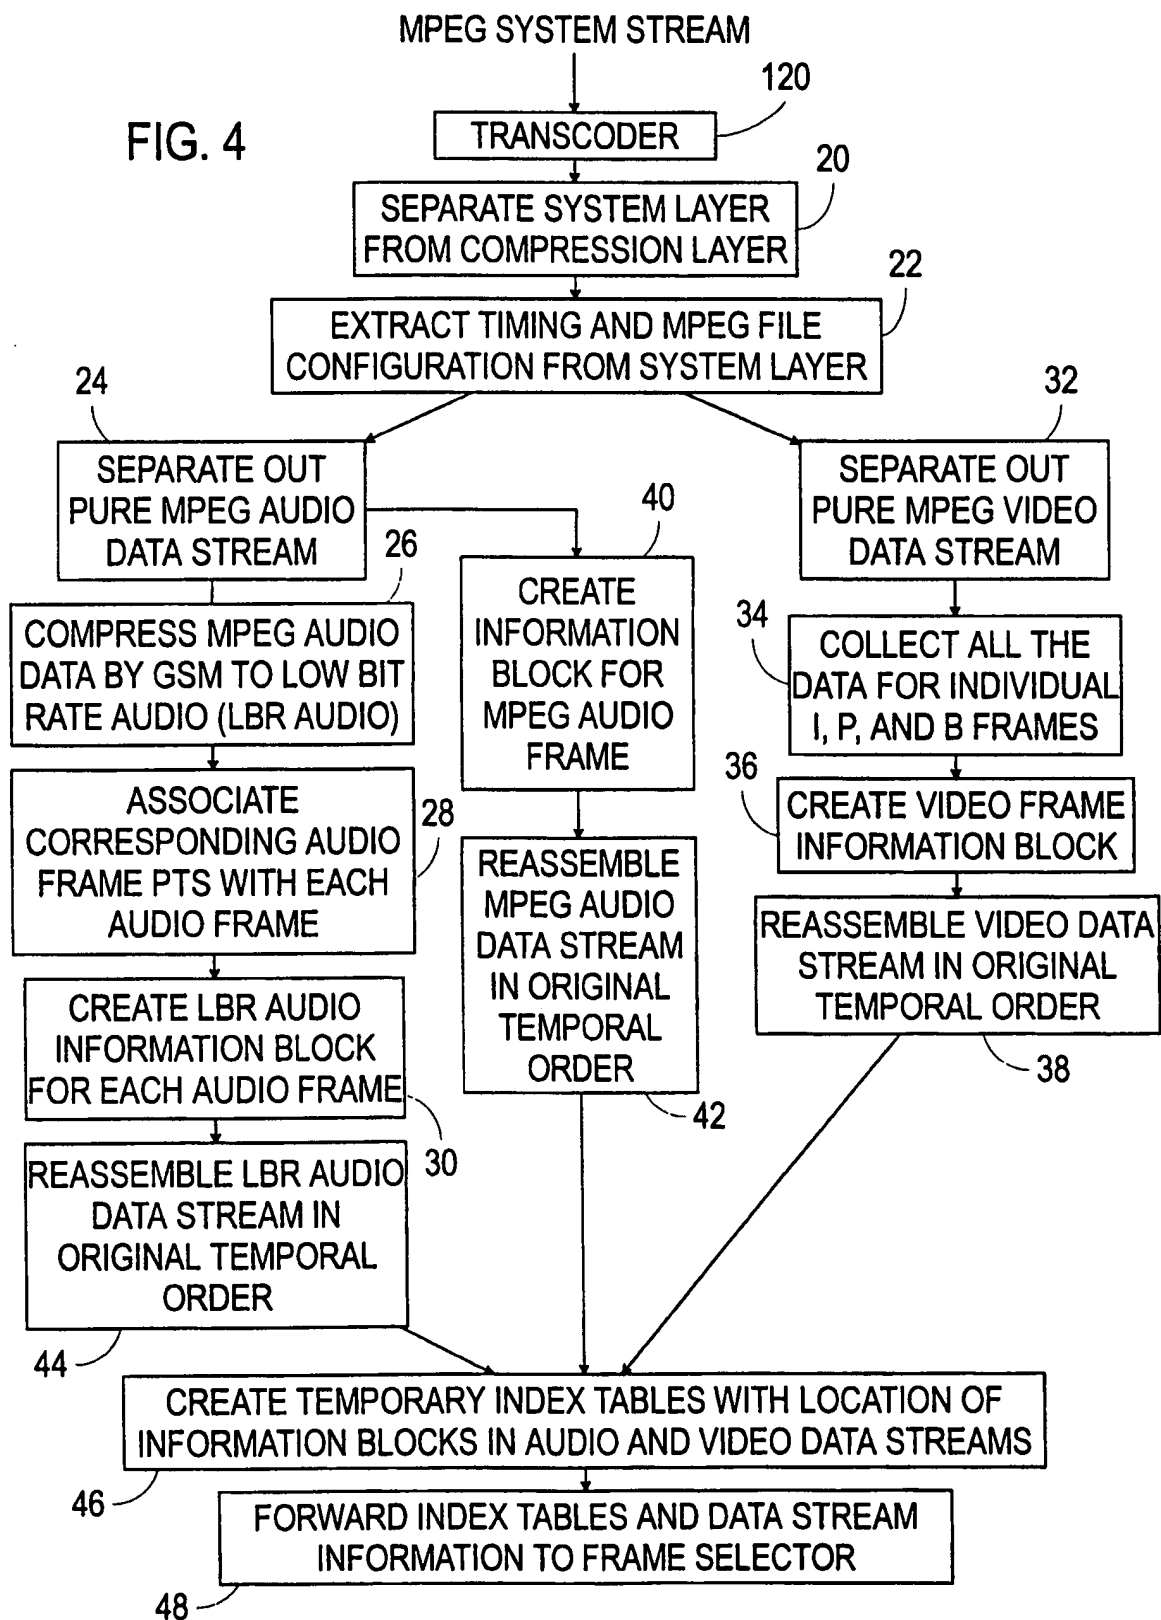 MPEG SYSTEM STREAM
120
FIG. 4
TRANSCODER
20
SEPARATE SYSTEM LAYER
FROM COMPRESSION LAYER
22
EXTRACT TIMING AND MPEG FILE
CONFIGURATION FROM SYSTEM LAYER
24
SEPARATE OUT
PURE MPEG AUDIO
DATA STREAM
26
COMPRESS MPEG AUDIO
DATA BY GSM TO LOW BIT
RATE AUDIO (LBR AUDIO)
ASSOCIATE
CORRESPONDING AUDIO
FRAME PTS WITH EACH
AUDIO FRAME
28
CREATE LBR AUDIO
INFORMATION BLOCK
FOR EACH AUDIO FRAME
30
REASSEMBLE LBR AUDIO
DATA STREAM IN
ORIGINAL TEMPORAL
ORDER
44
40
CREATE
INFORMATION
BLOCK FOR
MPEG AUDIO
FRAME
REASSEMBLE
MPEG AUDIO
DATA STREAM
IN ORIGINAL
TEMPORAL
ORDER
42
32
SEPARATE OUT
PURE MPEG VIDEO
DATA STREAM
34
COLLECT ALL THE
DATA FOR INDIVIDUAL
I, P, AND B FRAMES
36
CREATE VIDEO FRAME
INFORMATION BLOCK
REASSEMBLE VIDEO DATA
STREAM IN ORIGINAL
TEMPORAL ORDER
38
CREATE TEMPORARY INDEX TABLES WITH LOCATION OF
INFORMATION BLOCKS IN AUDIO AND VIDEO DATA STREAMS
46
FORWARD INDEX TABLES AND DATA STREAM
INFORMATION TO FRAME SELECTOR
48